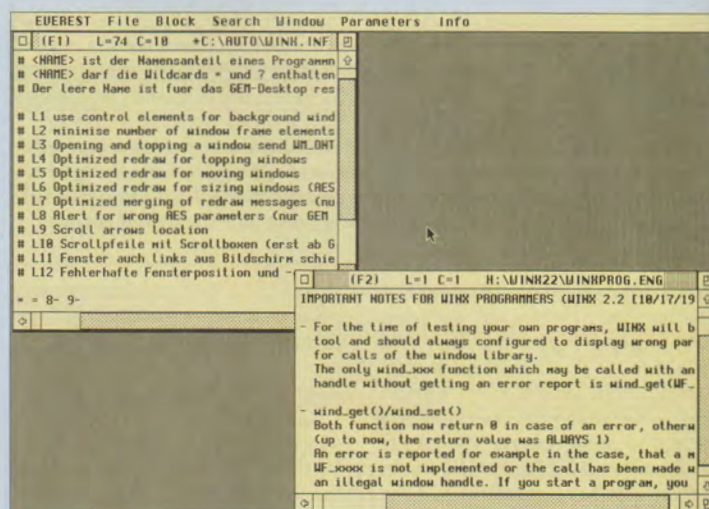 EVEREST File Block Search Window Parameters Info
(F1) L=74 C=18 *C:\AUTO\WINX.INF
# <NAME> ist der Namensanteil eines Programmn
# <NAME> darf die Wildcards * und ? enthalten
# Der leere Name ist fuer das GEM-Desktop res
# L1 use control elements for background wind
# L2 minimise number of window frame elements
# L3 Opening and topping a window send WM_ONT
# L4 Optimized redraw for topping windows
# L5 Optimized redraw for moving windows
# L6 Optimized redraw for sizing windows (AES
# L7 Optimized merging of redraw messages (nu
# L8 Alert for wrong AES parameters (nur GEM
# L9 Scroll arrows location
# L10 Scrollpfeile mit Scrollboxen (erst ab G
# L11 Fenster auch links aus Bildschirm schie
# L12 Fehlerhafte Fensterposition und -
* = 8- 9-
(F2) L=1 C=1 H:\WINX22\WINXPROG.ENG
IMPORTANT NOTES FOR WINX PROGRAMMERS (WINX 2.2 [10/17/19
- For the time of testing your own programs, WINX will b
tool and should always configured to display wrong par
for calls of the window library.
The only wind_xxx function which may be called with an
handle without getting an error report is wind_get(WF_
- wind_get()/wind_set()
Both function now return 0 in case of an error, otherw
(up to now, the return value was ALWAYS 1)
An error is reported for example in the case, that a m
WF_xxxx is not implemented or the call has been made w
an illegal window handle. If you start a program, you